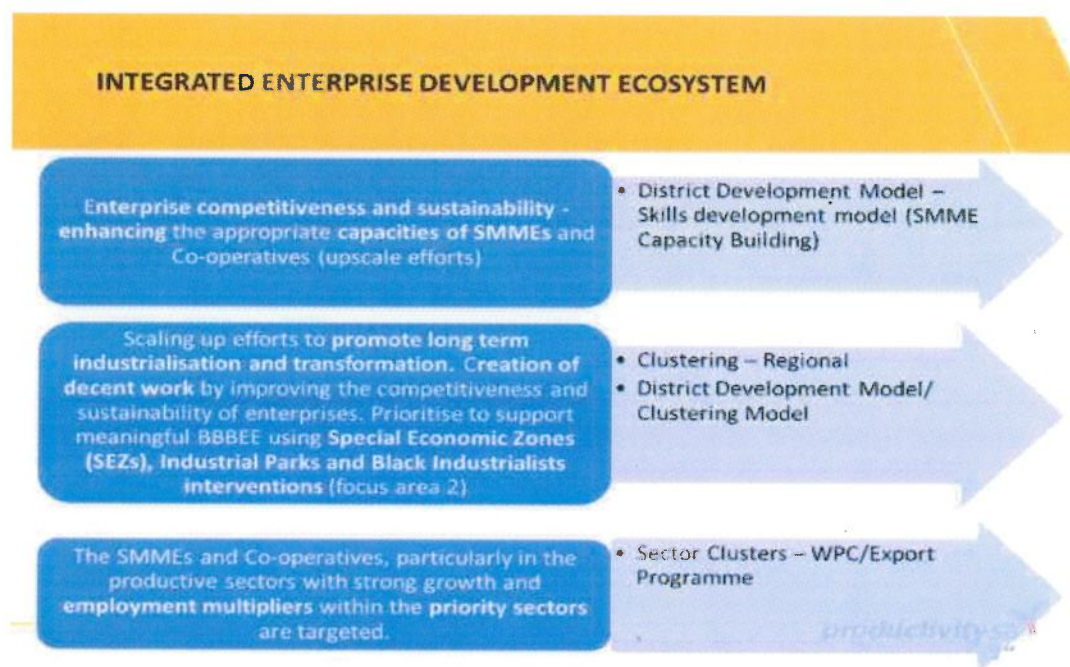 INTEGRATED ENTERPRISE DEVELOPMENT ECOSYSTEM
Enterprise competitiveness and sustainability -
enhancing the appropriate capacities of SMMEs and
Co-operatives (upscale efforts)
• District Development Model –
Skills development model (SMME
Capacity Building)
Scaling up efforts to promote long term
industrialisation and transformation. Creation of
decent work by improving the competitiveness and
sustainability of enterprises. Prioritise to support
meaningful BBBEE using Special Economic Zones
(SEZs), Industrial Parks and Black Industrialists
interventions (focus area 2)
• Clustering – Regional
• District Development Model/
Clustering Model
The SMMEs and Co-operatives, particularly in the
productive sectors with strong growth and
employment multipliers within the priority sectors
are targeted.
• Sector Clusters – WPC/Export
Programme
productivity